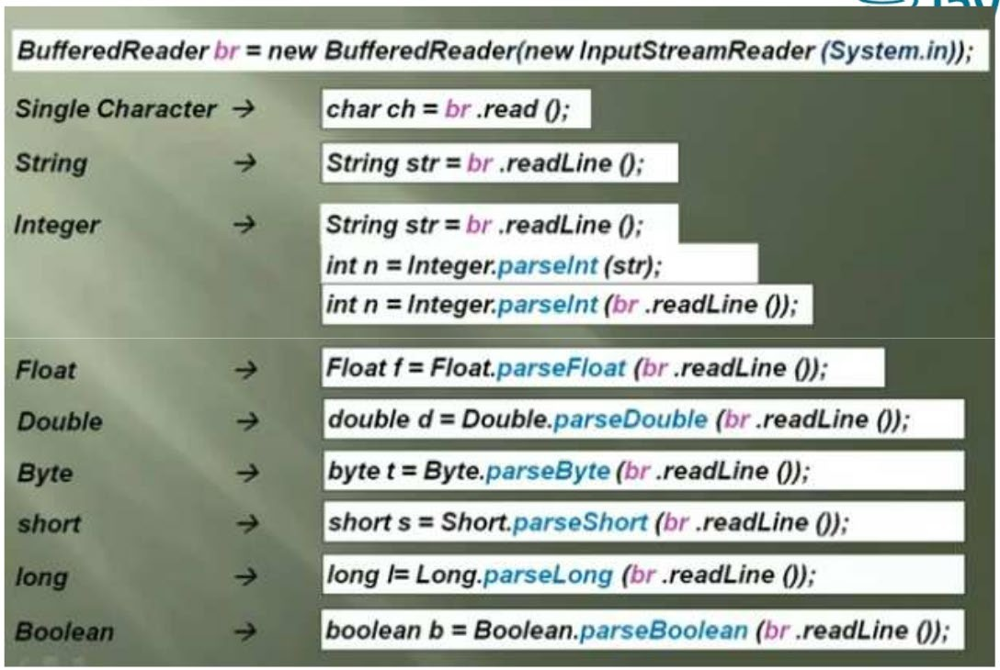 BufferedReader br = new BufferedReader(new InputStreamReader (System.in));
Single Character → char ch = br .read ();
String → String str = br .readLine ();
Integer → String str = br .readLine ();
int n = Integer.parseInt (str);
int n = Integer.parseInt (br .readLine ());
Float → Float f = Float.parseFloat (br .readLine ());
Double → double d = Double.parseDouble (br .readLine ());
Byte → byte t = Byte.parseByte (br .readLine ());
short → short s = Short.parseShort (br .readLine ());
long → long l= Long.parseLong (br .readLine ());
Boolean → boolean b = Boolean.parseBoolean (br .readLine ());